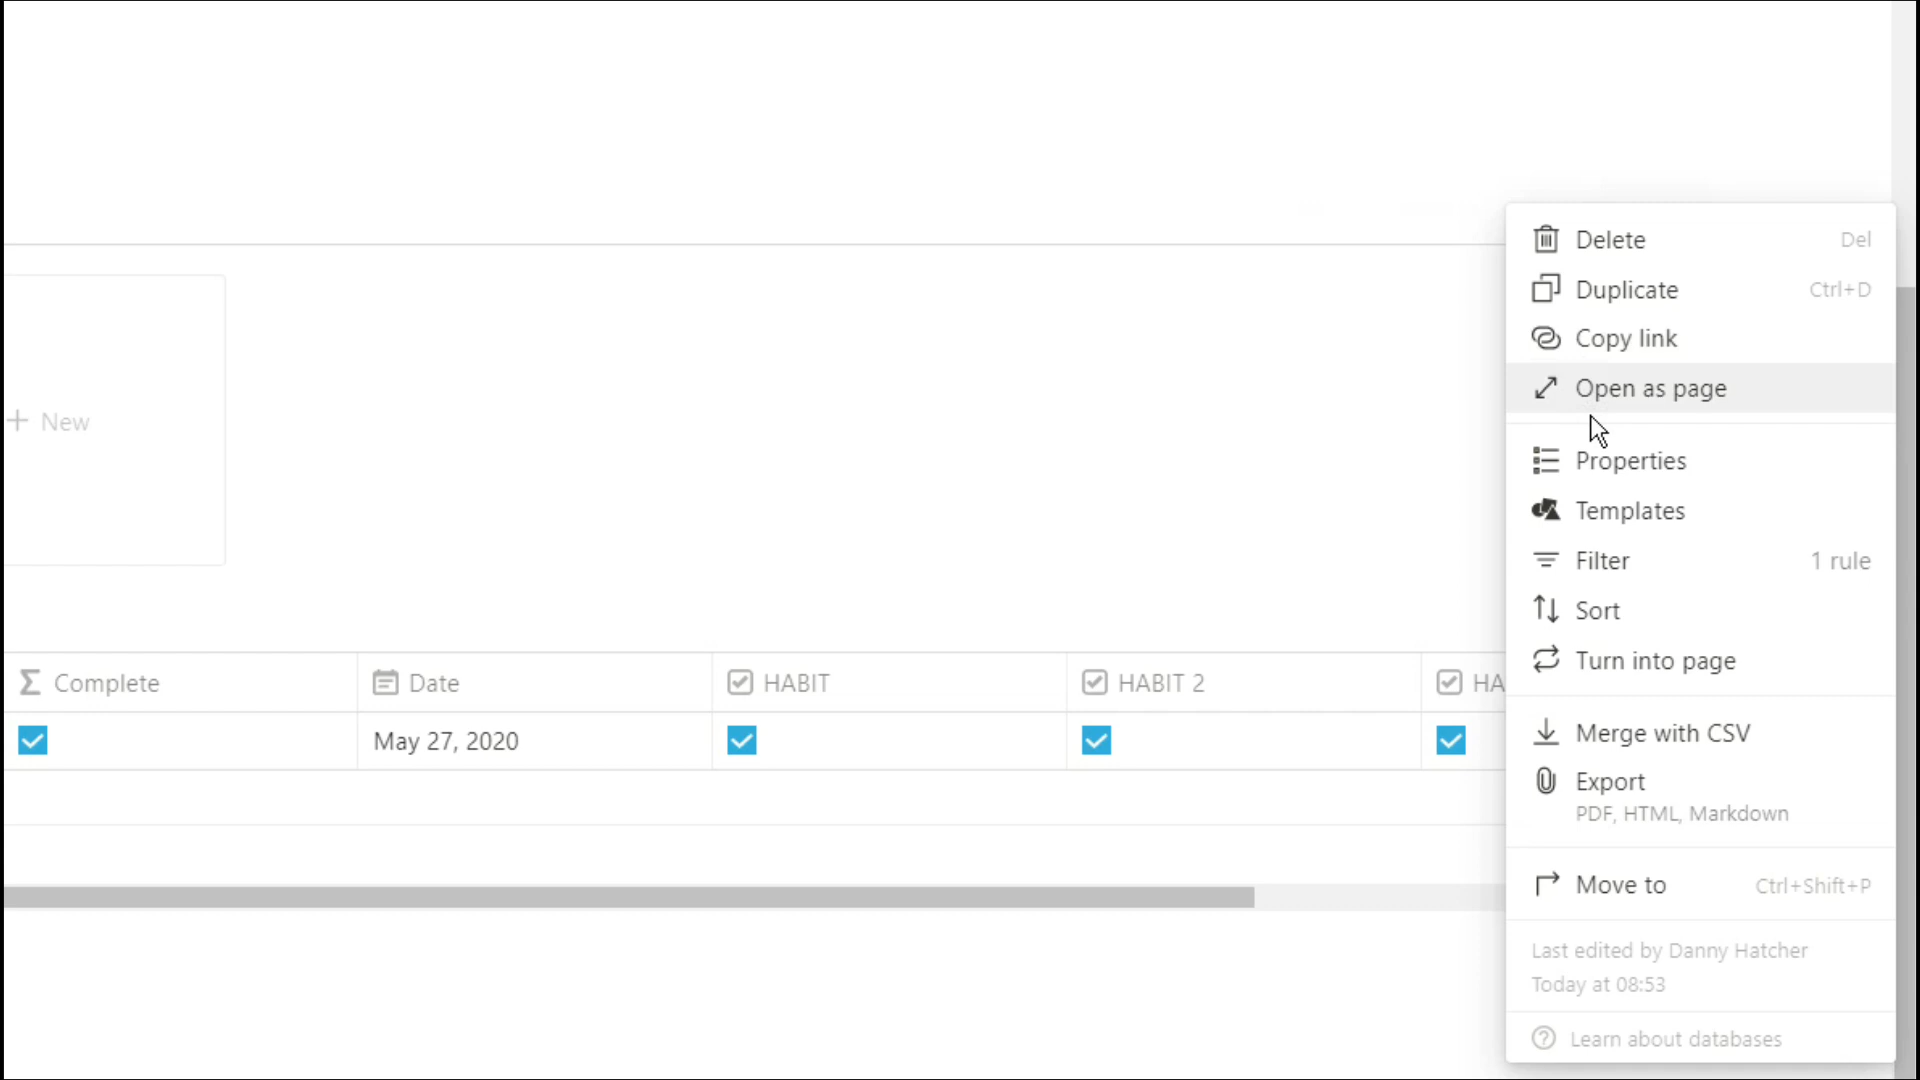 New
Complete
Date
HABIT
HABIT 2
HA
May 27, 2020
Delete Del
Duplicate Ctrl+D
Copy link
Open as page
Properties
Templates
Filter 1 rule
Sort
Turn into page
Merge with CSV
Export
PDF, HTML, Markdown
Move to Ctrl+Shift+P
Last edited by Danny Hatcher
Today at 08:53
Learn about databases